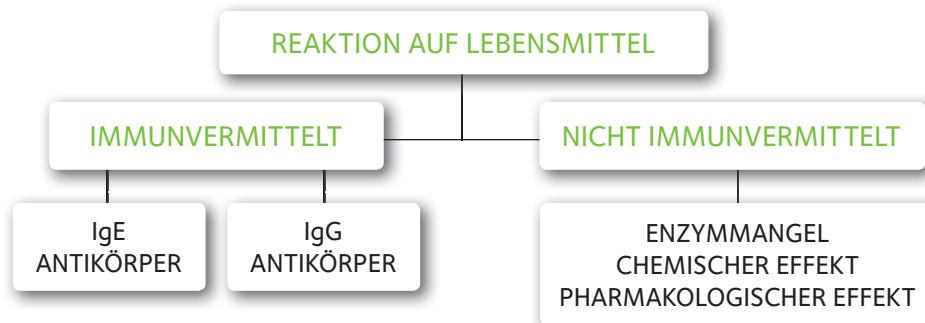 REAKTION AUF LEBENSMITTEL
IMMUNVERMITTELT
NICHT IMMUNVERMITTELT
IgE
ANTIKÖRPER
IgG
ANTIKÖRPER
ENZYMMANGEL
CHEMISCHER EFFEKT
PHARMAKOLOGISCHER EFFEKT